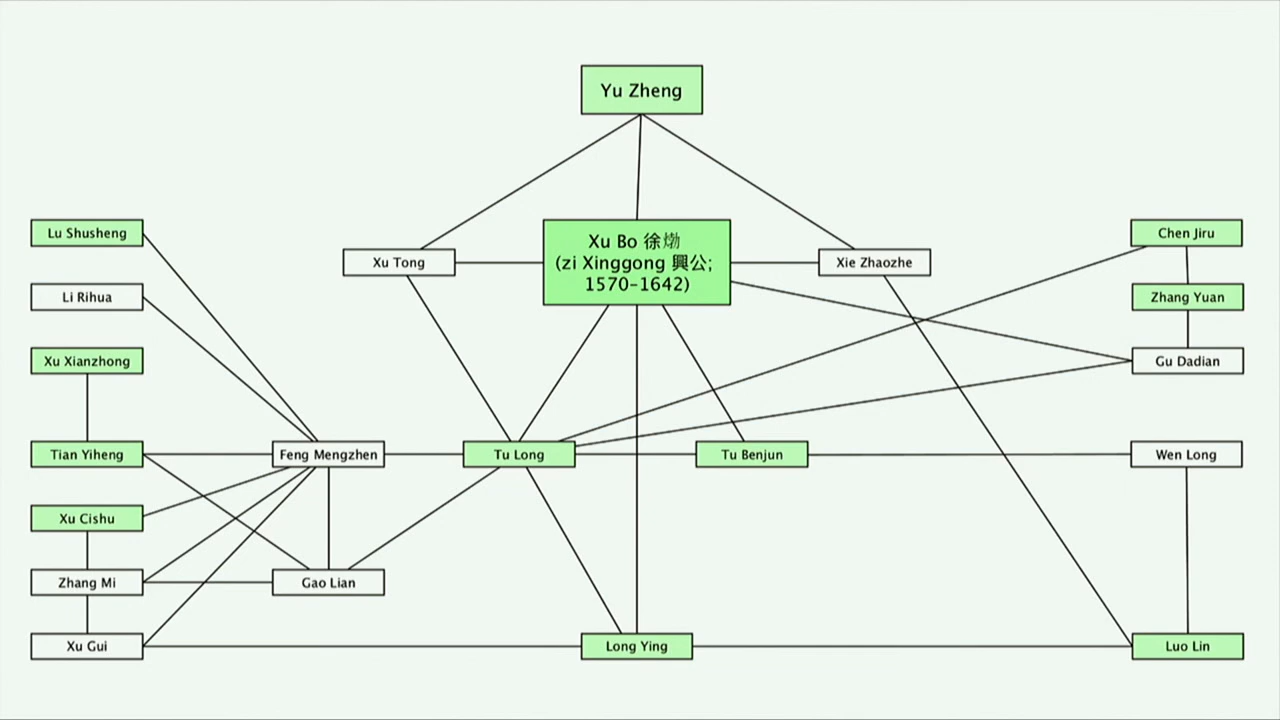 Yu Zheng
Lu Shusheng
Xu Bo 徐𤊹
(zi Xinggong 興公;
1570–1642)
Chen Jiru
Xu Tong
Xie Zhaozhe
Li Rihua
Zhang Yuan
Xu Xianzhong
Gu Dadian
Tian Yiheng
Feng Mengzhen
Tu Long
Tu Benjun
Wen Long
Xu Cishu
Zhang Mi
Gao Lian
Xu Gui
Long Ying
Luo Lin